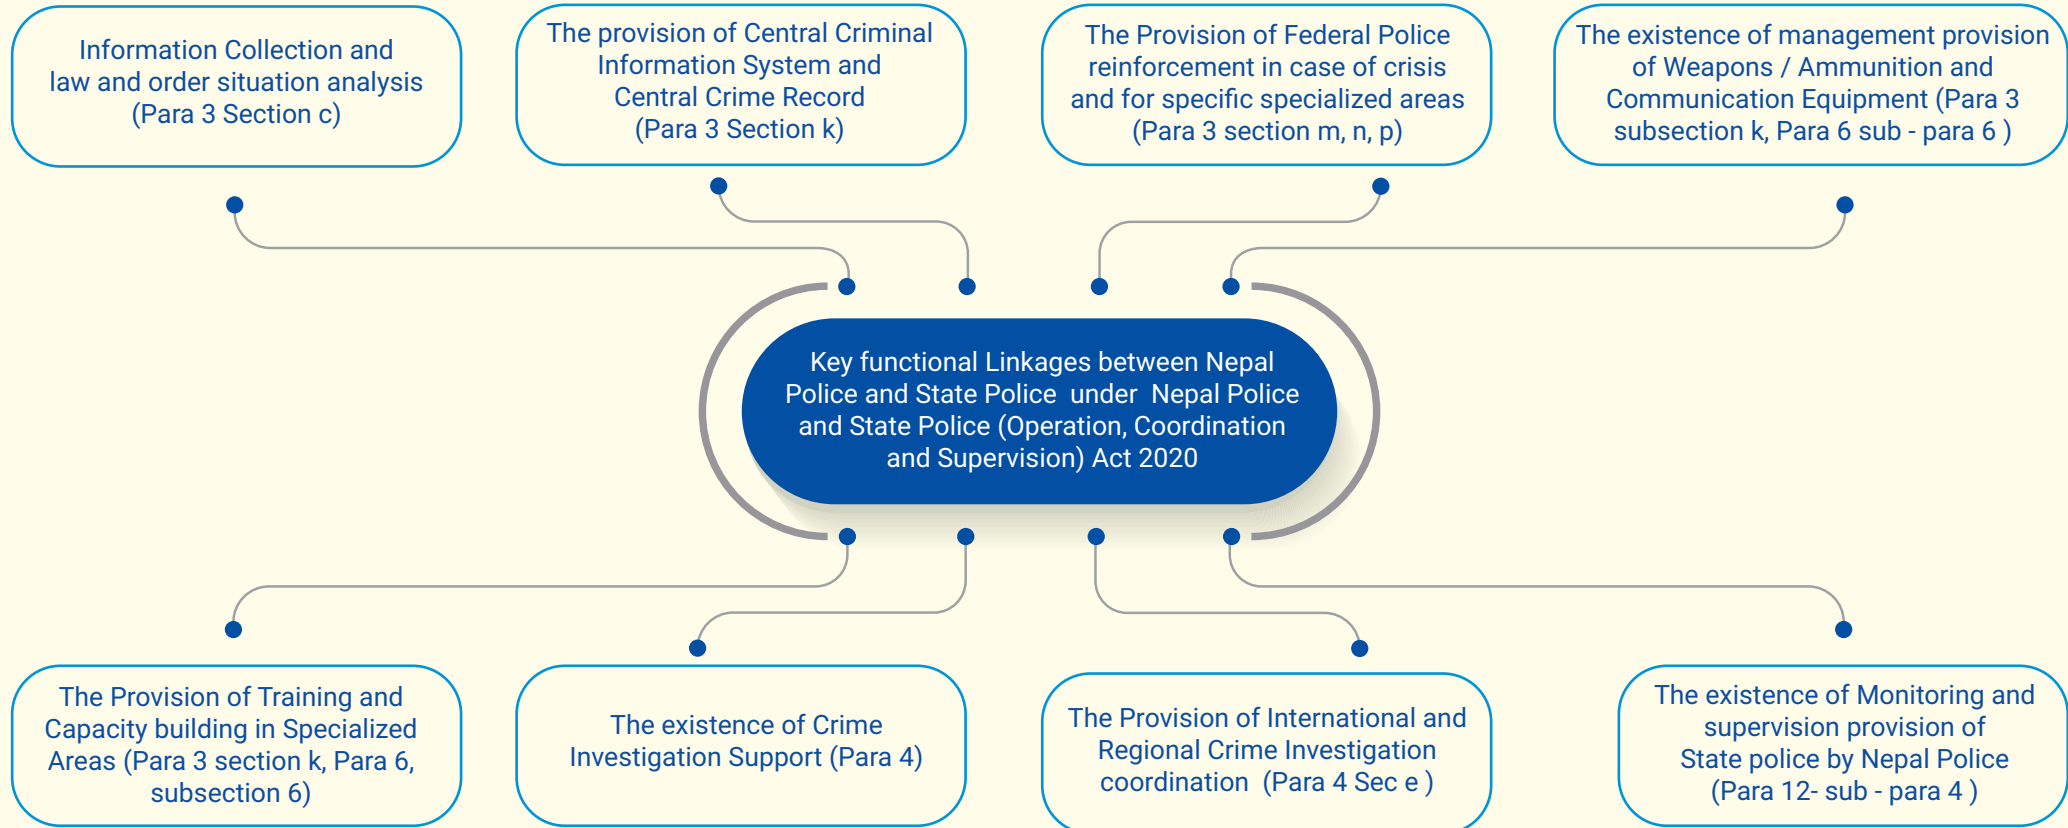 Information Collection and
law and order situation analysis
(Para 3 Section c)
The provision of Central Criminal
Information System and
Central Crime Record
(Para 3 Section k)
The Provision of Federal Police
reinforcement in case of crisis
and for specific specialized areas
(Para 3 section m, n, p)
The existence of management provision
of Weapons / Ammunition and
Communication Equipment (Para 3
subsection k, Para 6 sub - para 6 )
Key functional Linkages between Nepal
Police and State Police  under  Nepal Police
and State Police (Operation, Coordination
and Supervision) Act 2020
The Provision of Training and
Capacity building in Specialized
Areas (Para 3 section k, Para 6,
subsection 6)
The existence of Crime
Investigation Support (Para 4)
The Provision of International and
Regional Crime Investigation
coordination  (Para 4 Sec e )
The existence of Monitoring and
supervision provision of
State police by Nepal Police
(Para 12- sub - para 4 )